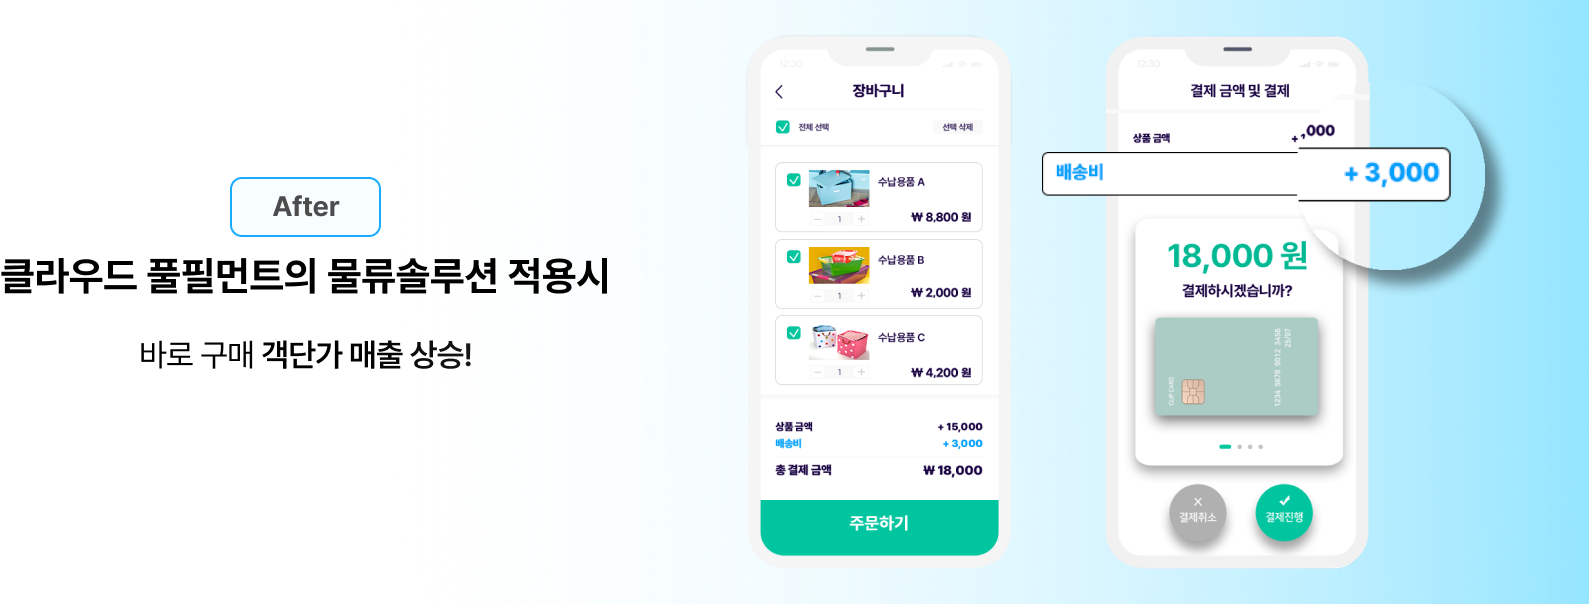 After
클라우드 풀필먼트의 물류솔루션 적용시
바로 구매 객단가 매출 상승!
12:30
장바구니
전체 선택
선택 삭제
수납용품 A
1
₩ 8,800 원
수납용품 B
1
₩ 2,000 원
수납용품 C
1
₩ 4,200 원
상품 금액 + 15,000
배송비 + 3,000
총 결제 금액 ₩ 18,000
주문하기
12:30
결제 금액 및 결제
상품 금액
배송비 + 3,000
18,000 원
결제하시겠습니까?
CLIP CARD
1234 5678 9012 3456
25/07
결제취소
결제진행